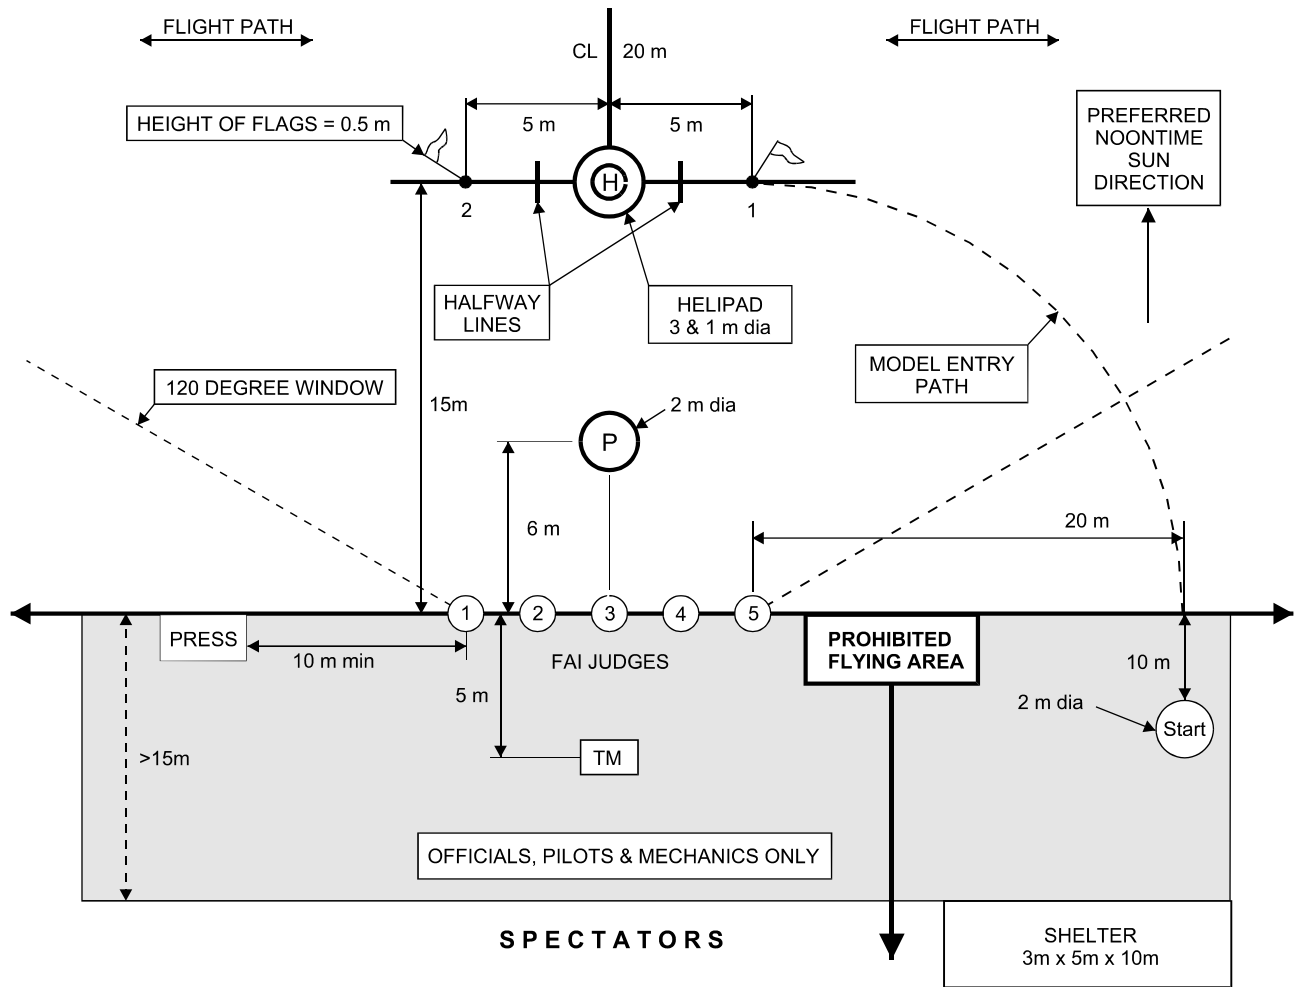 FLIGHT PATH
FLIGHT PATH
CL
20 m
HEIGHT OF FLAGS = 0.5 m
5 m
5 m
PREFERRED
NOONTIME
SUN
DIRECTION
H
2
1
HALFWAY
LINES
HELIPAD
3 & 1 m dia
MODEL ENTRY
PATH
120 DEGREE WINDOW
15m
2 m dia
P
6 m
20 m
1
2
3
4
5
PRESS
10 m min
FAI JUDGES
PROHIBITED
FLYING AREA
10 m
5 m
2 m dia
Start
>15m
TM
OFFICIALS, PILOTS & MECHANICS ONLY
SPECTATORS
SHELTER
3m x 5m x 10m